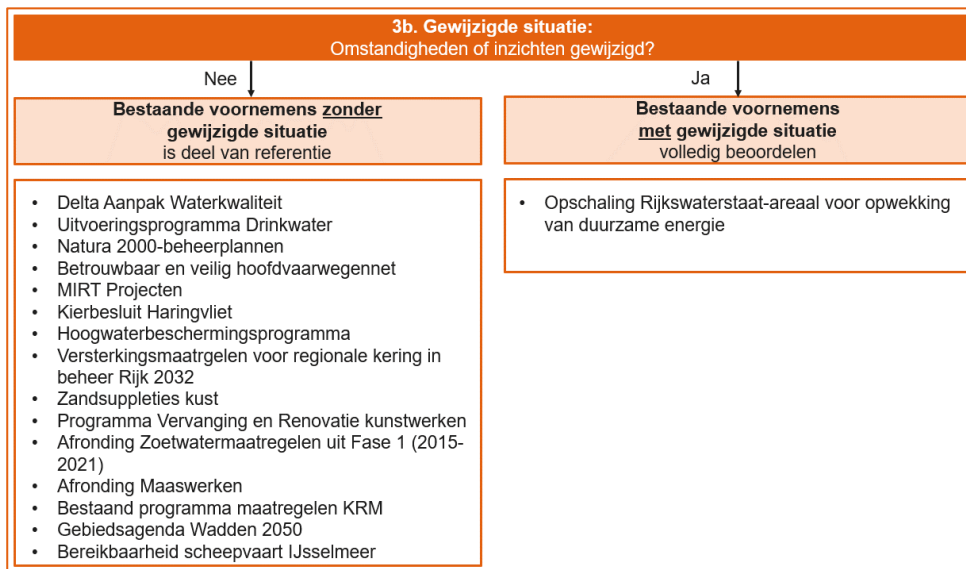 3b. Gewijzigde situatie:
Omstandigheden of inzichten gewijzigd?
Nee
Bestaande voornemens zonder
gewijzigde situatie
is deel van referentie
• Delta Aanpak Waterkwaliteit
• Uitvoeringsprogramma Drinkwater
• Natura 2000-beheerplannen
• Betrouwbaar en veilig hoofdvaarwegennet
• MIRT Projecten
• Kierbesluit Haringvliet
• Hoogwaterbeschermingsprogramma
• Versterkingsmaatrgelen voor regionale kering in
beheer Rijk 2032
• Zandsuppleties kust
• Programma Vervanging en Renovatie kunstwerken
• Afronding Zoetwatermaatregelen uit Fase 1 (2015-
2021)
• Afronding Maaswerken
• Bestaand programma maatregelen KRM
• Gebiedsagenda Wadden 2050
• Bereikbaarheid scheepvaart IJsselmeer
Ja
Bestaande voornemens
met gewijzigde situatie
volledig beoordelen
• Opschaling Rijkswaterstaat-areaal voor opwekking
van duurzame energie